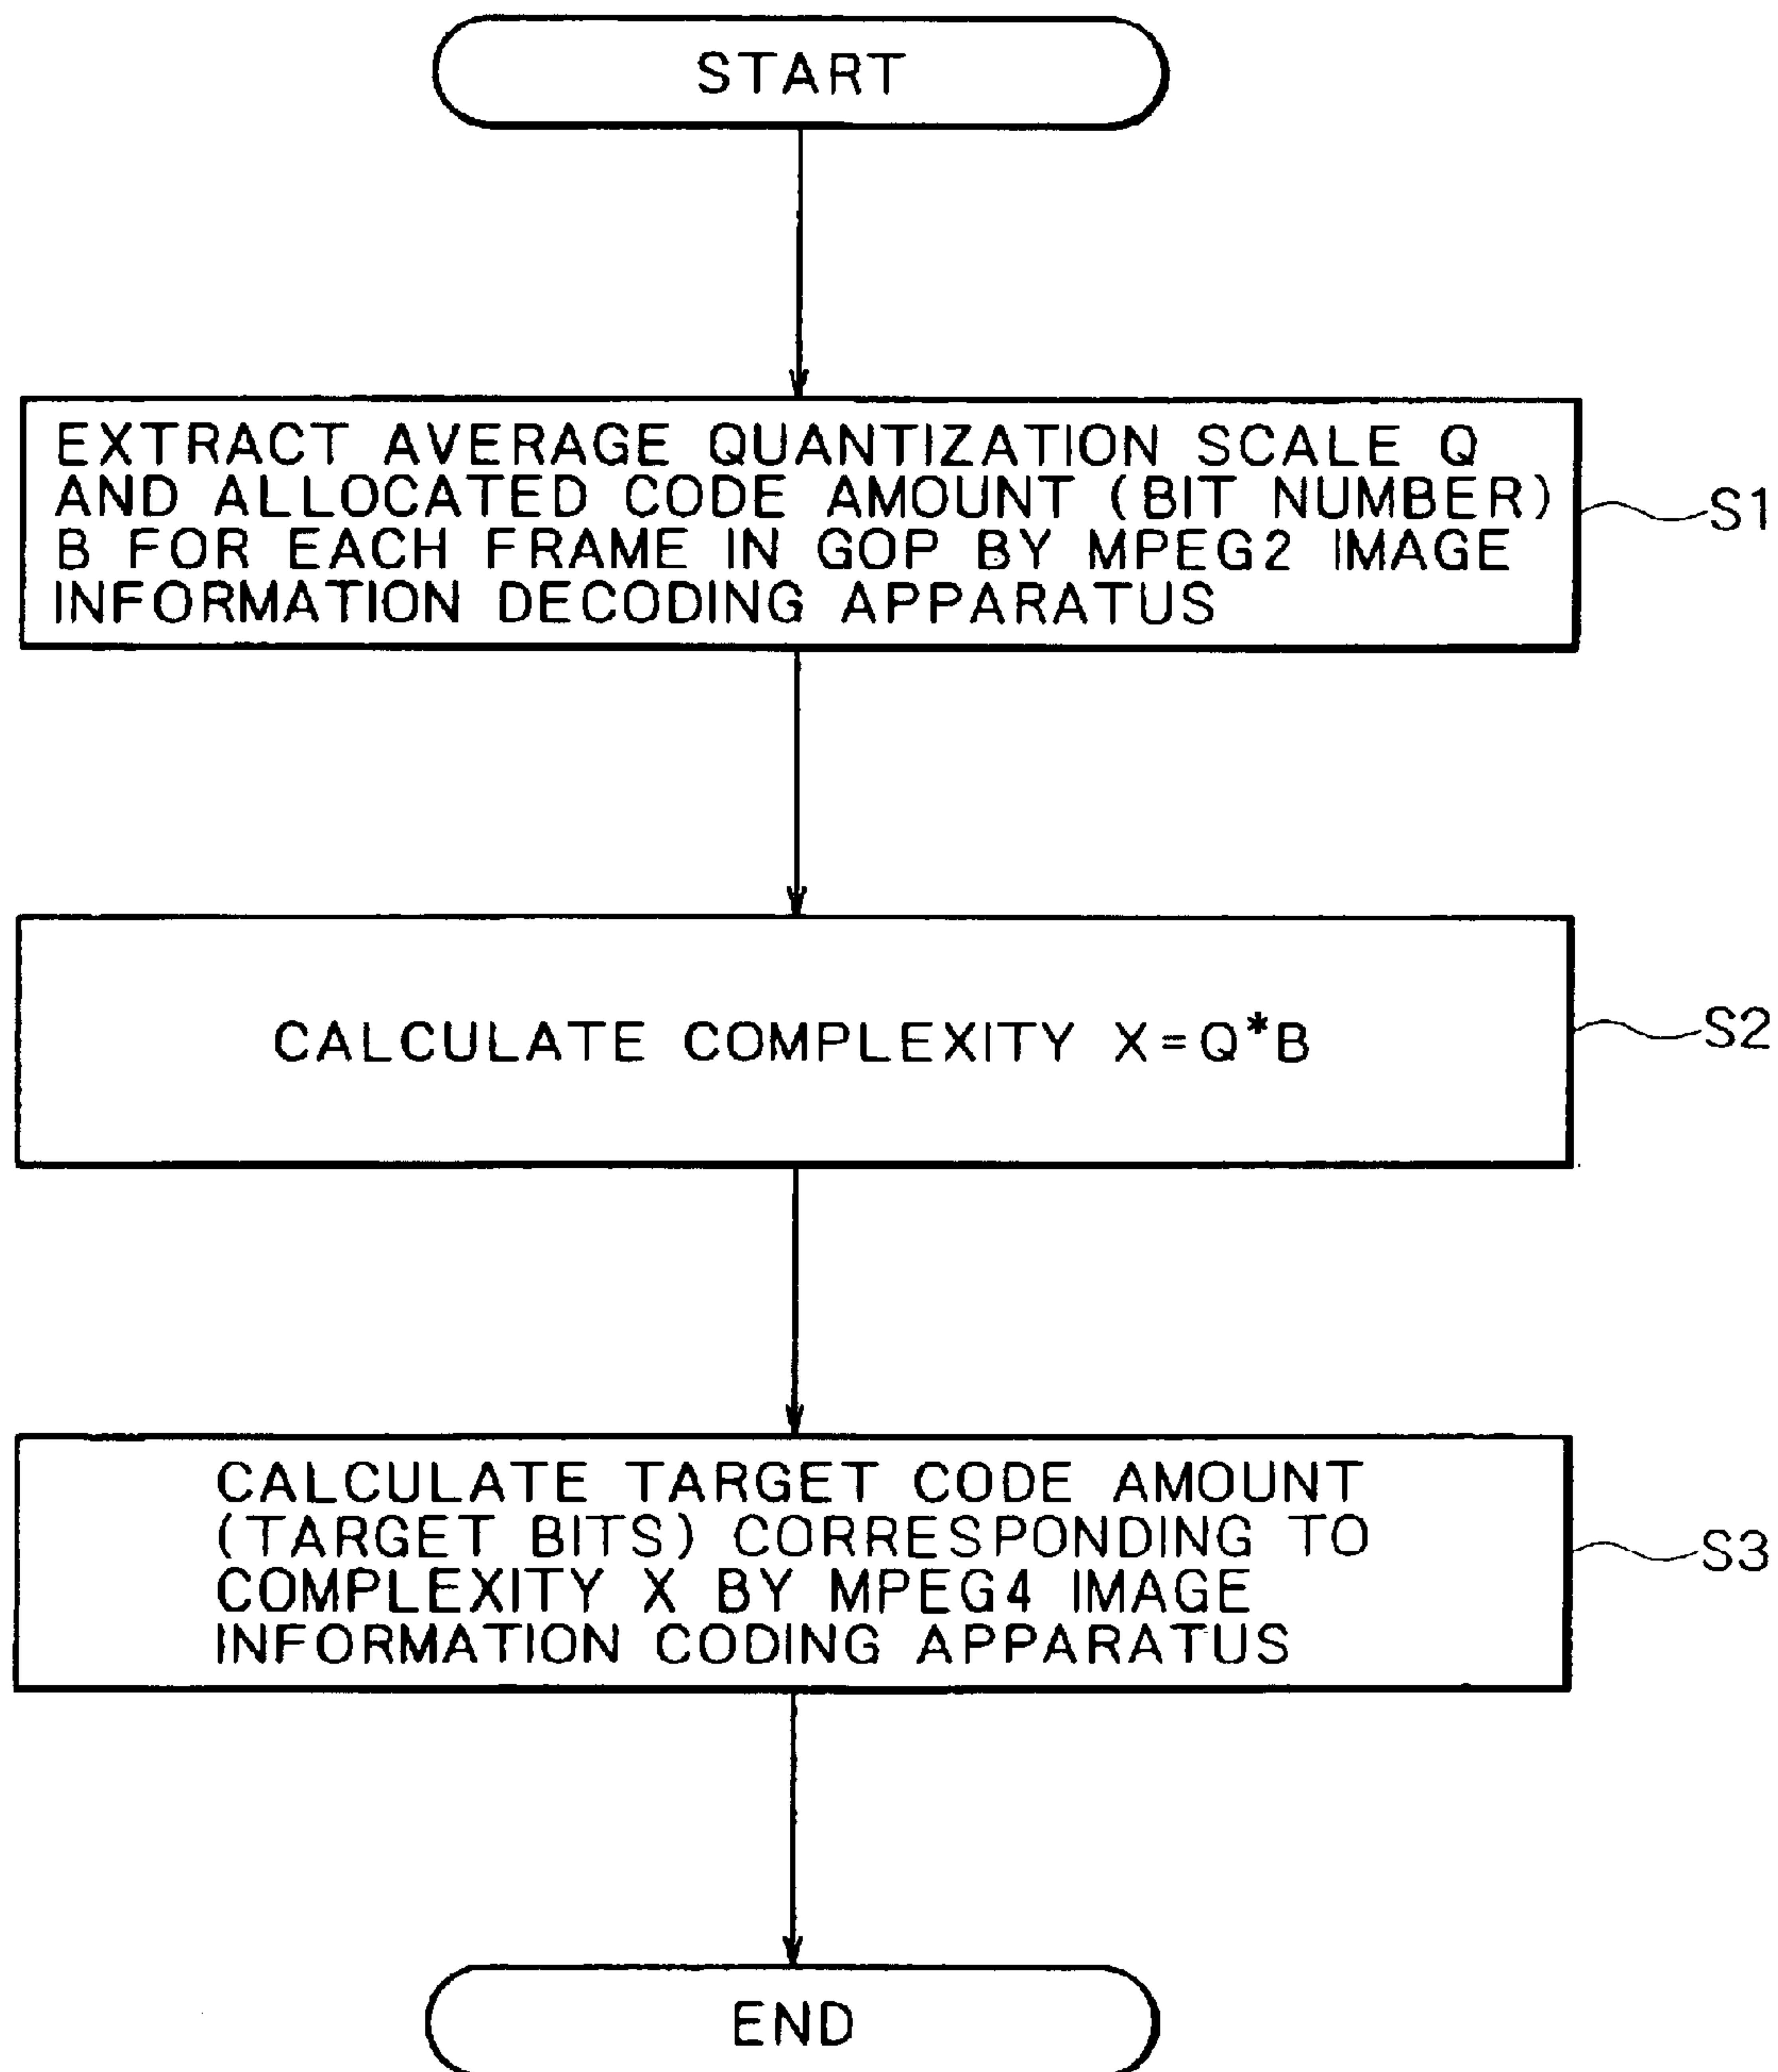 START
EXTRACT AVERAGE QUANTIZATION SCALE Q
AND ALLOCATED CODE AMOUNT (BIT NUMBER)
B FOR EACH FRAME IN GOP BY MPEG2 IMAGE
INFORMATION DECODING APPARATUS
S1
CALCULATE COMPLEXITY X=Q*B
S2
CALCULATE TARGET CODE AMOUNT
(TARGET BITS) CORRESPONDING TO
COMPLEXITY X BY MPEG4 IMAGE
INFORMATION CODING APPARATUS
S3
END